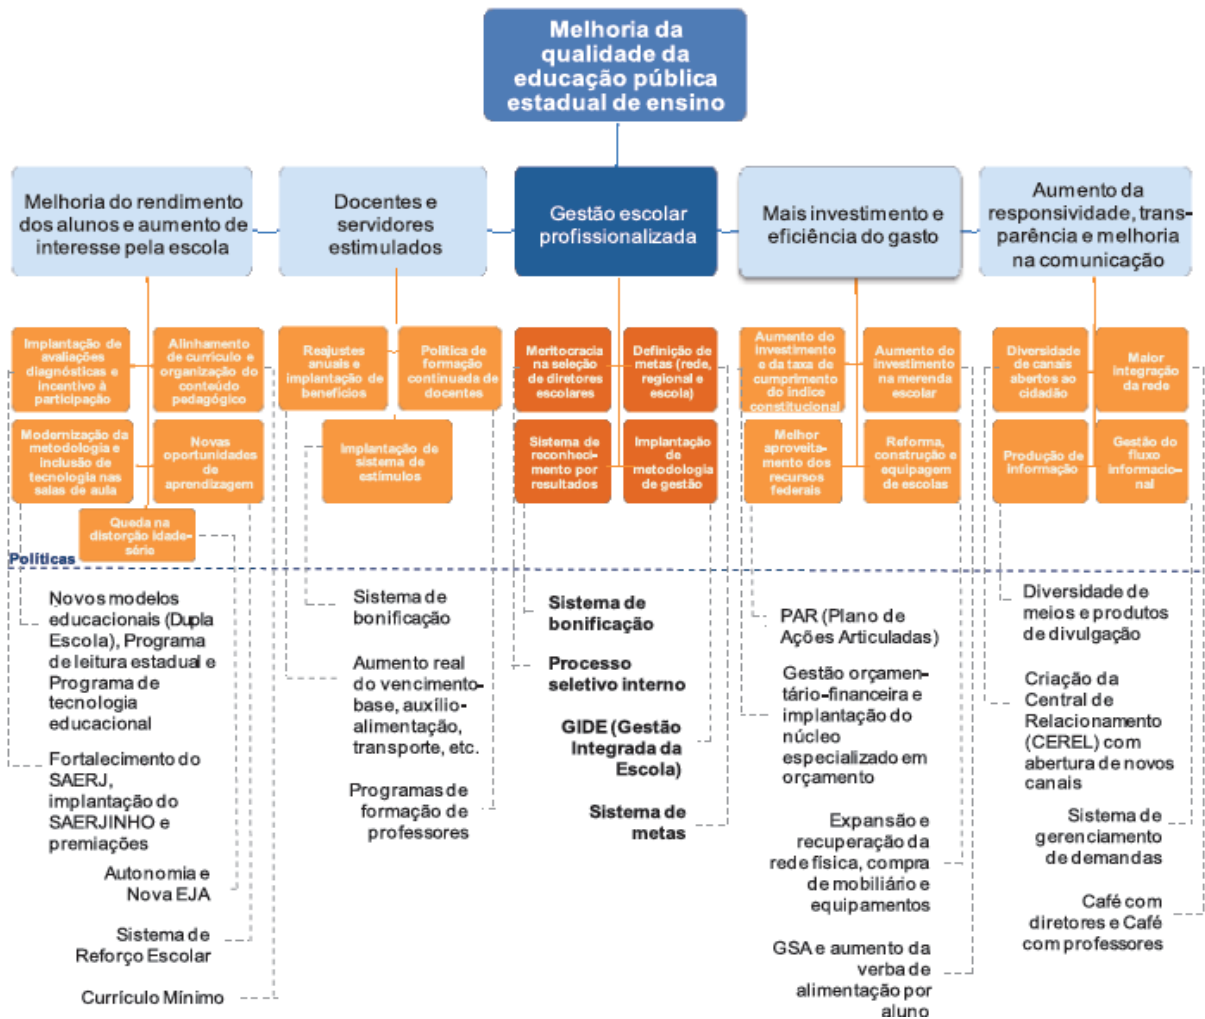 Melhoria da
qualidade da
educação pública
estadual de ensino
Melhoria do rendimento
dos alunos e aumento de
interesse pela escola
Docentes e
servidores
estimulados
Gestão escolar
profissionalizada
Mais investimento e
eficiência do gasto
Aumento da
responsividade, trans-
parência e melhoria
na comunicação
Implantação de
avaliações
diagnósticas e
incentivo à
participação
Alinhamento
de currículo e
organização do
conteúdo
pedagógico
Modernização da
metodologia e
inclusão de
tecnologia nas
salas de aula
Novas
oportunidades
de
aprendizagem
Queda na
distorção idade-
série
Reajustes
anuais e
implantação de
benefícios
Política de
formação
continuada de
docentes
Implantação de
sistema de
estímulos
Meritocracia
na seleção
de diretores
escolares
Definição de
metas (rede,
regional e
escola)
Sistema de
reconheci-
mento por
resultados
Implantação
de
metodologia
de gestão
Aumento do
investimento
e da taxa de
cumprimento
do índice
constitucional
Aumento do
investimento
na merenda
escolar
Melhor
aproveita-
mento dos
recursos
federais
Reforma,
construção e
equipagem
de escolas
Diversidade
de canais
abertos ao
cidadão
Maior
integração
da rede
Produção de
informação
Gestão do
fluxo
informacio-
nal
Políticas
Novos modelos
educacionais (Dupla
Escola), Programa
de leitura estadual e
Programa de
tecnologia
educacional
Fortalecimento do
SAERJ,
implantação do
SAERJINHO e
premiações
Autonomia e
Nova EJA
Sistema de
Reforço Escolar
Currículo Mínimo
Sistema de
bonificação
Aumento real
do vencimento-
base, auxílio-
alimentação,
transporte, etc.
Programas de
formação de
professores
Sistema de
bonificação
Processo
seletivo interno
GIDE (Gestão
Integrada da
Escola)
Sistema de
metas
PAR (Plano de
Ações Articuladas)
Gestão orçamen-
tário-financeira e
implantação do
núcleo
especializado em
orçamento
Expansão e
recuperação da
rede física, compra
de mobiliário e
equipamentos
GSA e aumento da
verba de
alimentação por
aluno
Diversidade de
meios e produtos
de divulgação
Criação da
Central de
Relacionamento
(CEREL) com
abertura de novos
canais
Sistema de
gerenciamento
de demandas
Café com
diretores e Café
com professores